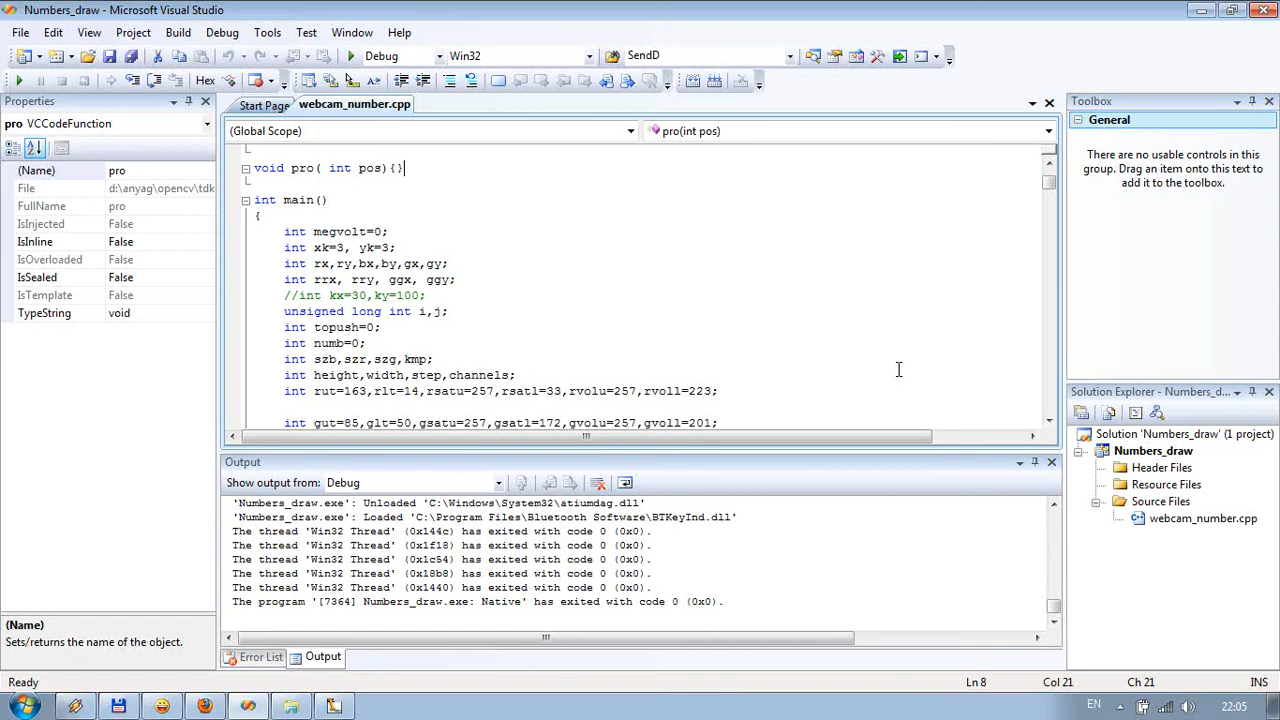 Numbers_draw - Microsoft Visual Studio
File Edit View Project Build Debug Tools Test Window Help
Debug Win32 SendD
Hex
Properties
pro VCCodeFunction
(Name) pro
File d:\anyag\opencv\tdk
FullName pro
IsInjected False
IsInline False
IsOverloaded False
IsSealed False
IsTemplate False
TypeString void
(Name)
Sets/returns the name of the object.
Start Page webcam_number.cpp
(Global Scope) pro(int pos)
void pro( int pos){}
int main()
{
int megvolt=0;
int xk=3, yk=3;
int rx,ry,bx,by,gx,gy;
int rrx, rry, ggx, ggy;
//int kx=30,ky=100;
unsigned long int i,j;
int topush=0;
int numb=0;
int szb,szr,szg,kmp;
int height,width,step,channels;
int rut=163,rlt=14,rsatu=257,rsatl=33,rvolu=257,rvoll=223;
int gut=85,glt=50,gsatu=257,gsatl=172,gvolu=257,gvoll=201;
Output
Show output from: Debug
'Numbers_draw.exe': Unloaded 'C:\Windows\System32\atiumdag.dll'
'Numbers_draw.exe': Loaded 'C:\Program Files\Bluetooth Software\BTKeyInd.dll'
The thread 'Win32 Thread' (0x144c) has exited with code 0 (0x0).
The thread 'Win32 Thread' (0x1f18) has exited with code 0 (0x0).
The thread 'Win32 Thread' (0x1c54) has exited with code 0 (0x0).
The thread 'Win32 Thread' (0x18b8) has exited with code 0 (0x0).
The thread 'Win32 Thread' (0x1440) has exited with code 0 (0x0).
The program '[7364] Numbers_draw.exe: Native' has exited with code 0 (0x0).
Error List Output
Toolbox
General
There are no usable controls in this
group. Drag an item onto this text to
add it to the toolbox.
Solution Explorer - Numbers_d...
Solution 'Numbers_draw' (1 project)
Numbers_draw
Header Files
Resource Files
Source Files
webcam_number.cpp
Ready Ln 8 Col 21 Ch 21 INS
EN 22:05